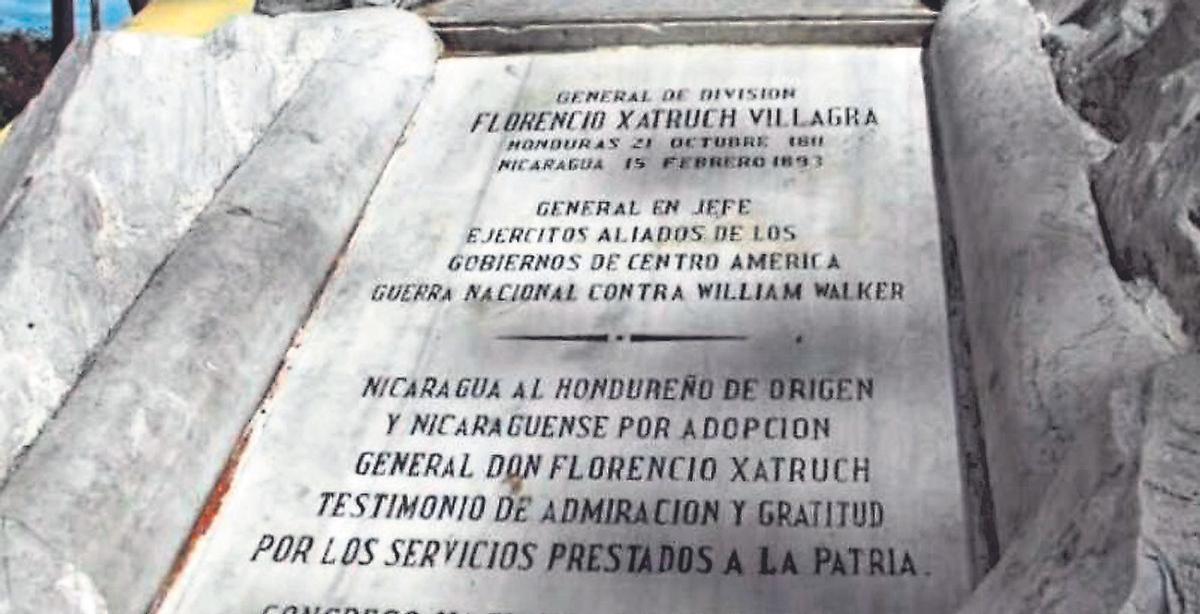 GENERAL DE DIVISION
FLORENCIO XATRUCH VILLAGRA
HONDURAS 21 OCTUBRE 1811
NICARAGUA 15 FEBRERO 1893
GENERAL EN JEFE
EJERCITOS ALIADOS DE LOS
GOBIERNOS DE CENTRO AMERICA
GUERRA NACIONAL CONTRA WILLIAM WALKER
NICARAGUA AL HONDUREÑO DE ORIGEN
Y NICARAGUENSE POR ADOPCION
GENERAL DON FLORENCIO XATRUCH
TESTIMONIO DE ADMIRACION Y GRATITUD
POR LOS SERVICIOS PRESTADOS A LA PATRIA.
CONGRESO